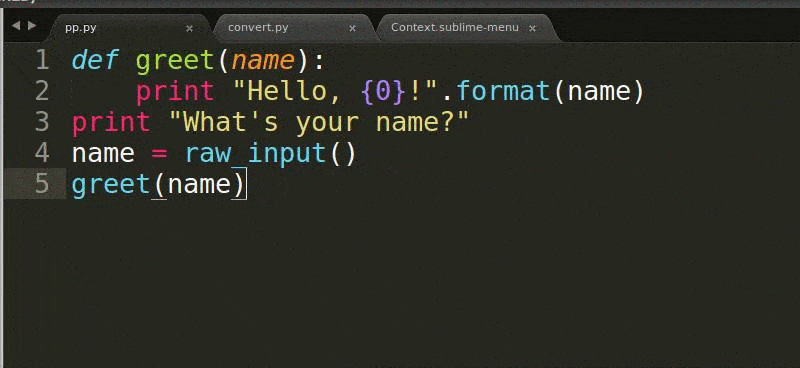 pp.py × convert.py × Context.sublime-menu ×
1 def greet(name):
2     print "Hello, {0}!".format(name)
3 print "What's your name?"
4 name = raw_input()
5 greet(name)